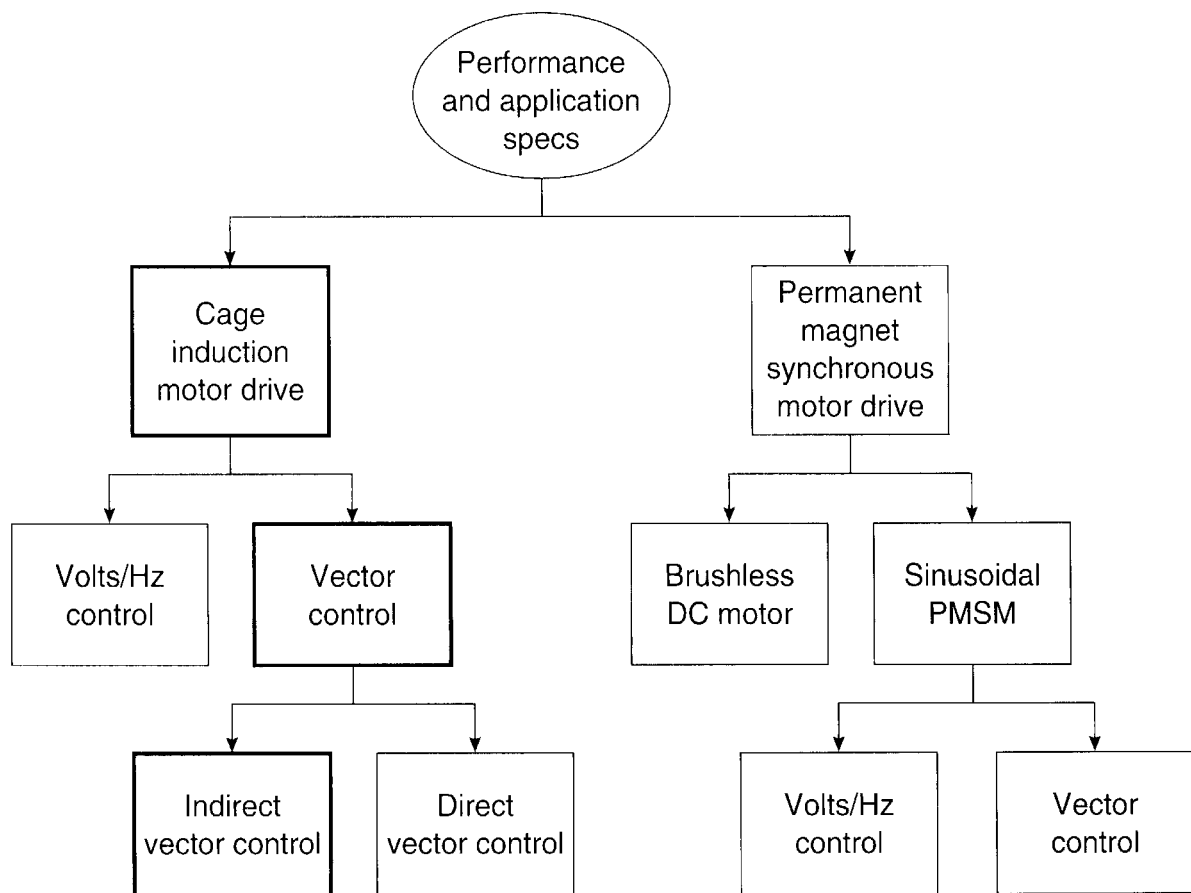 Performance
and application
specs
Cage
induction
motor drive
Permanent
magnet
synchronous
motor drive
Volts/Hz
control
Vector
control
Brushless
DC motor
Sinusoidal
PMSM
Indirect
vector control
Direct
vector control
Volts/Hz
control
Vector
control